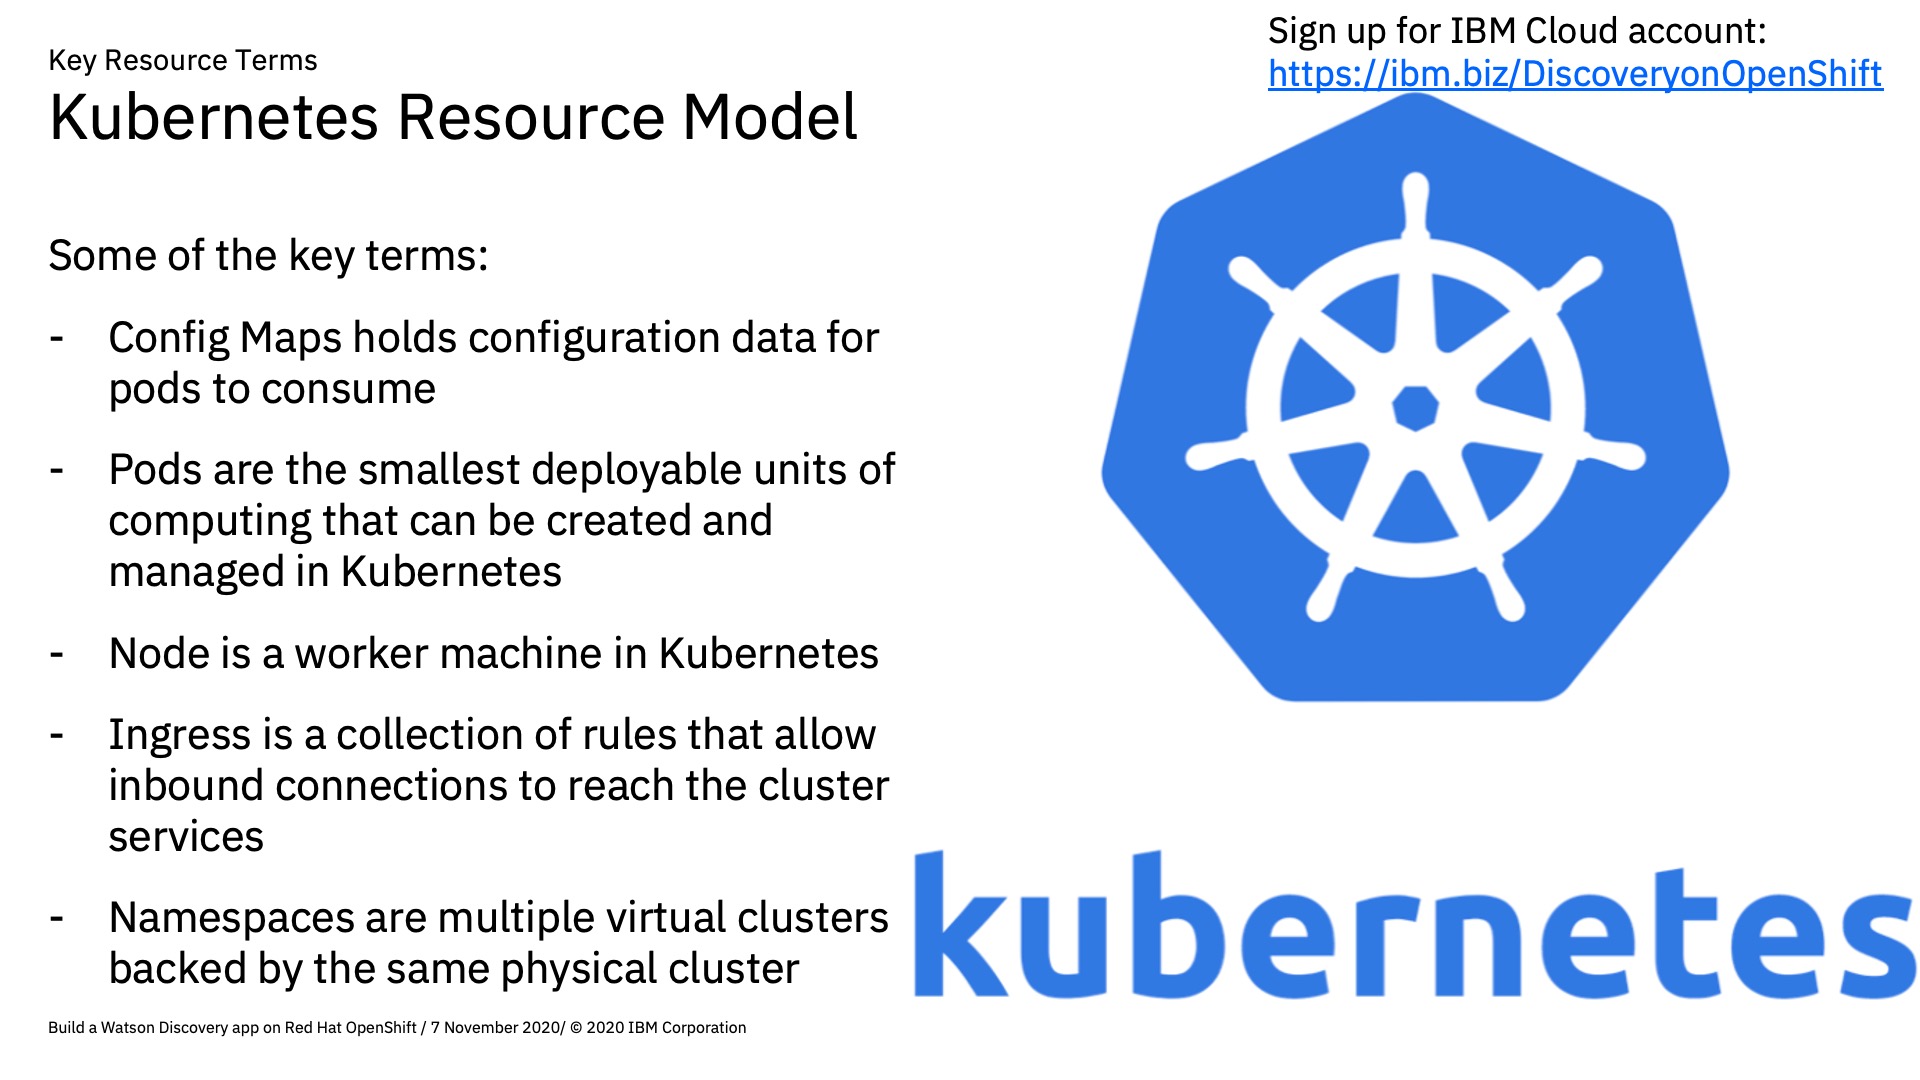 Key Resource Terms
Kubernetes Resource Model
Sign up for IBM Cloud account:
https://ibm.biz/DiscoveryonOpenShift
Some of the key terms:
- Config Maps holds configuration data for
pods to consume
- Pods are the smallest deployable units of
computing that can be created and
managed in Kubernetes
- Node is a worker machine in Kubernetes
- Ingress is a collection of rules that allow
inbound connections to reach the cluster
services
- Namespaces are multiple virtual clusters
backed by the same physical cluster
kubernetes
Build a Watson Discovery app on Red Hat OpenShift / 7 November 2020/ © 2020 IBM Corporation